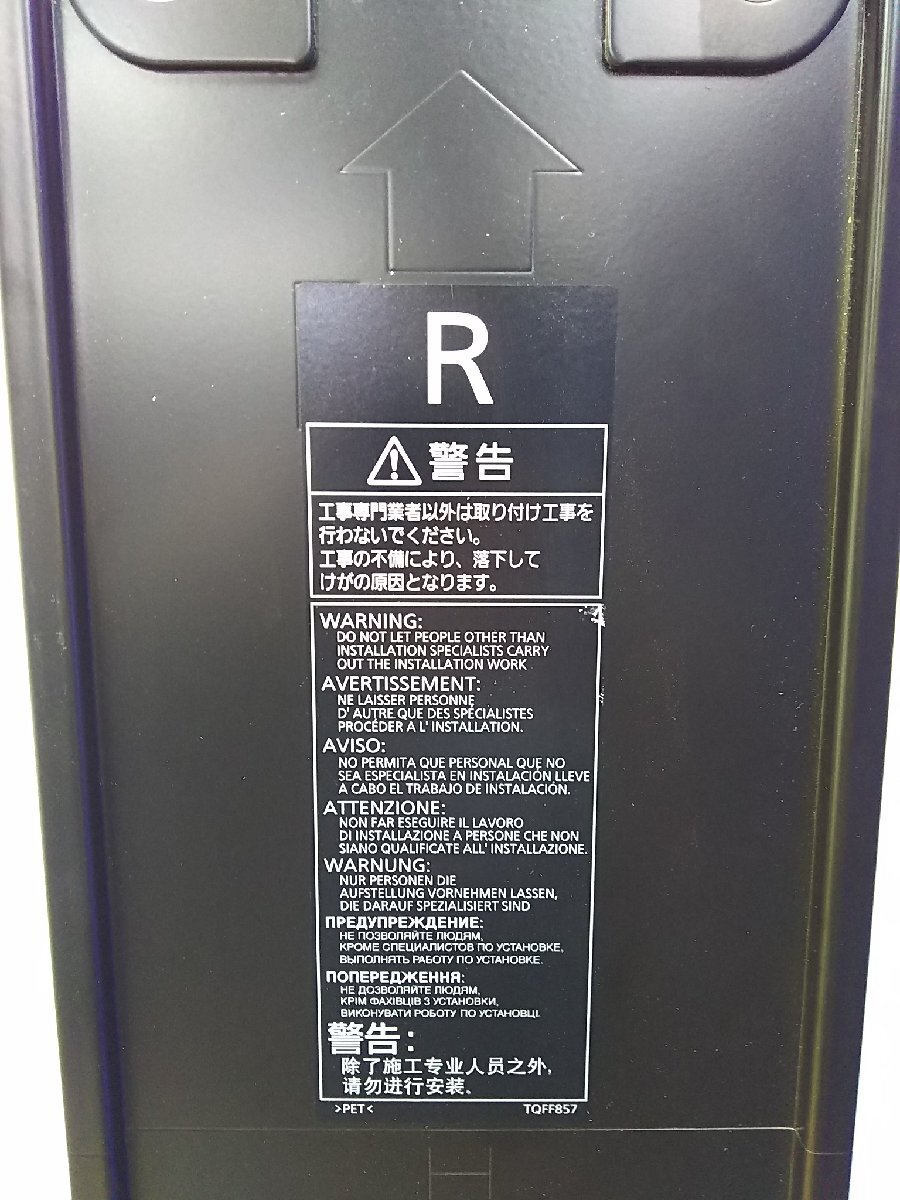 R
警告
工事専門業者以外は取り付け工事を
行わないでください。
工事の不備により、落下して
けがの原因となります。
WARNING:
DO NOT LET PEOPLE OTHER THAN
INSTALLATION SPECIALISTS CARRY
OUT THE INSTALLATION WORK
AVERTISSEMENT:
NE LAISSER PERSONNE
D' AUTRE QUE DES SPÉCIALISTES
PROCÉDER A L' INSTALLATION.
AVISO:
NO PERMITA QUE PERSONAL QUE NO
SEA ESPECIALISTA EN INSTALACIÓN LLEVE
A CABO EL TRABAJO DE INSTALACIÓN.
ATTENZIONE:
NON FAR ESEGUIRE IL LAVORO
DI INSTALLAZIONE A PERSONE CHE NON
SIANO QUALIFICATE ALL' INSTALLAZIONE.
WARNUNG:
NUR PERSONEN DIE
AUFSTELLUNG VORNEHMEN LASSEN,
DIE DARAUF SPEZIALISIERT SIND
ПРЕДУПРЕЖДЕНИЕ:
НЕ ПОЗВОЛЯЙТЕ ЛЮДЯМ,
КРОМЕ СПЕЦИАЛИСТОВ ПО УСТАНОВКЕ,
ВЫПОЛНЯТЬ РАБОТУ ПО УСТАНОВКЕ.
ПОПЕРЕДЖЕННЯ:
НЕ ДОЗВОЛЯЙТЕ ЛЮДЯМ,
КРІМ ФАХІВЦІВ З УСТАНОВКИ,
ВИКОНУВАТИ РОБОТУ ПО УСТАНОВЦІ.
警告:
除了施工专业人员之外,
请勿进行安装。
>PET<
TQFF857